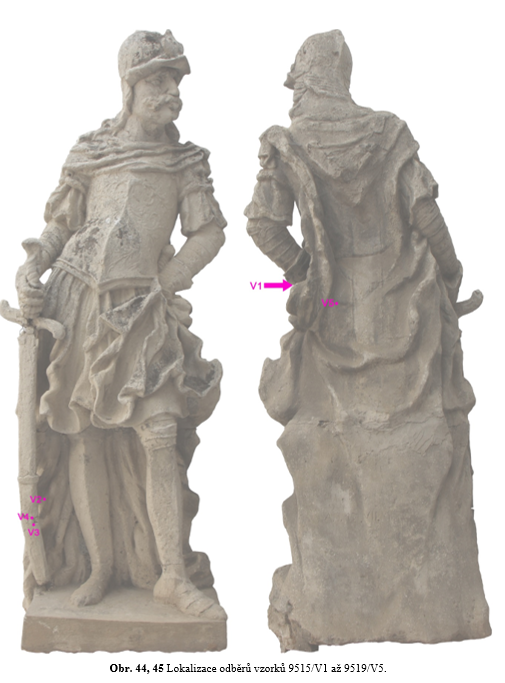 V1
V5
V2
V4
V3
Obr. 44, 45 Lokalizace odběrů vzorků 9515/V1 až 9519/V5.